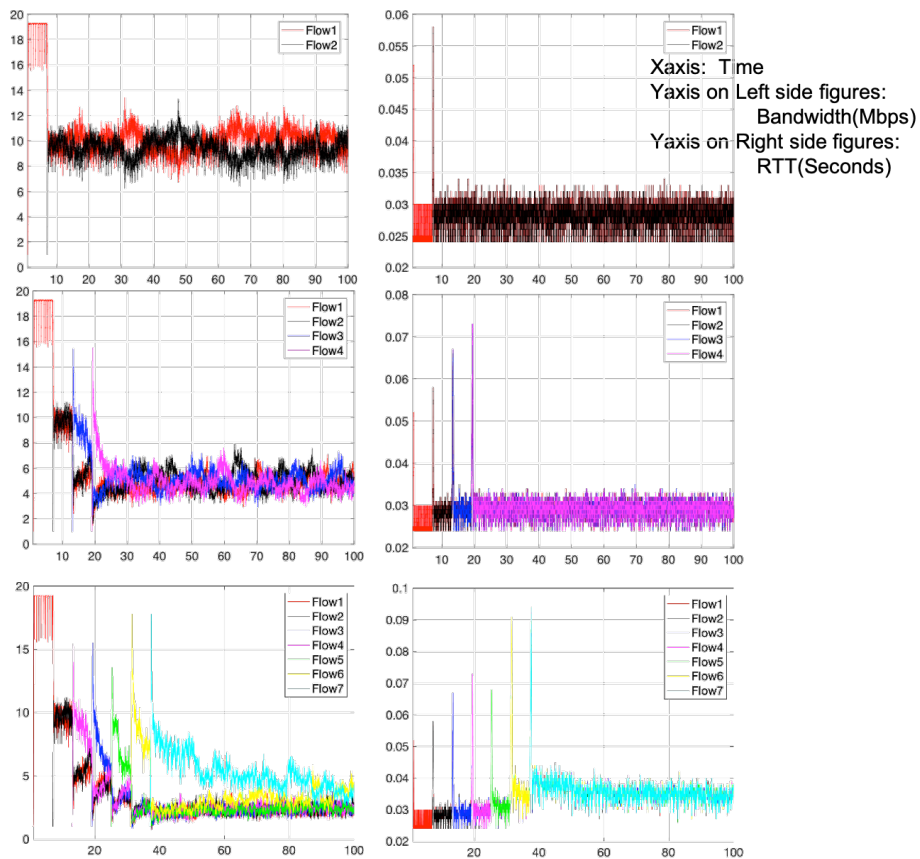 20
18
16
14
12
10
8
6
4
2
0
10 20 30 40 50 60 70 80 90 100
Flow1
Flow2
0.06
0.055
0.05
0.045
0.04
0.035
0.03
0.025
0.02
10 20 30 40 50 60 70 80 90 100
Flow1
Flow2
Xaxis: Time
Yaxis on Left side figures:
Bandwidth(Mbps)
Yaxis on Right side figures:
RTT(Seconds)
20
18
16
14
12
10
8
6
4
2
0
10 20 30 40 50 60 70 80 90 100
Flow1
Flow2
Flow3
Flow4
0.08
0.07
0.06
0.05
0.04
0.03
0.02
10 20 30 40 50 60 70 80 90 100
Flow1
Flow2
Flow3
Flow4
20
15
10
5
0
20 40 60 80 100
Flow1
Flow2
Flow3
Flow4
Flow5
Flow6
Flow7
0.1
0.09
0.08
0.07
0.06
0.05
0.04
0.03
0.02
20 40 60 80 100
Flow1
Flow2
Flow3
Flow4
Flow5
Flow6
Flow7